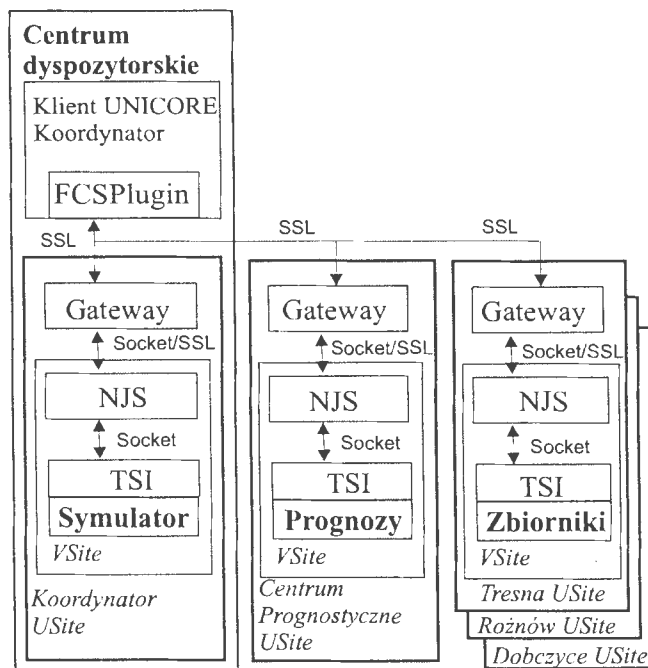 Centrum
dyspozytorskie
Klient UNICORE
Koordynator
FCSPlugin
SSL
SSL
SSL
Gateway
Socket/SSL
NJS
Socket
TSI
Symulator
VSite
Koordynator
USite
Gateway
Socket/SSL
NJS
Socket
TSI
Prognozy
VSite
Centrum
Prognostyczne
USite
Gateway
Socket/SSL
NJS
Socket
TSI
Zbiorniki
VSite
Tresna USite
Rożnów USite
Dobczyce USite